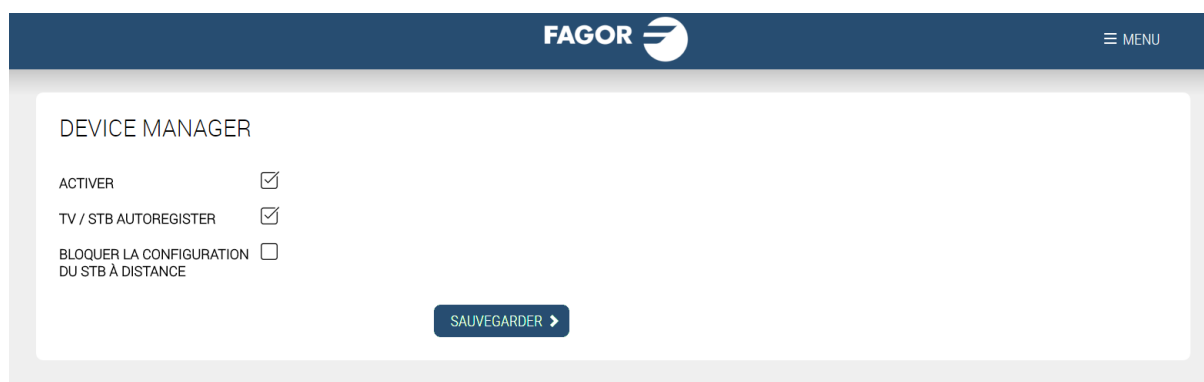 FAGOR
MENU
DEVICE MANAGER
ACTIVER
TV / STB AUTOREGISTER
BLOQUER LA CONFIGURATION
DU STB À DISTANCE
SAUVEGARDER